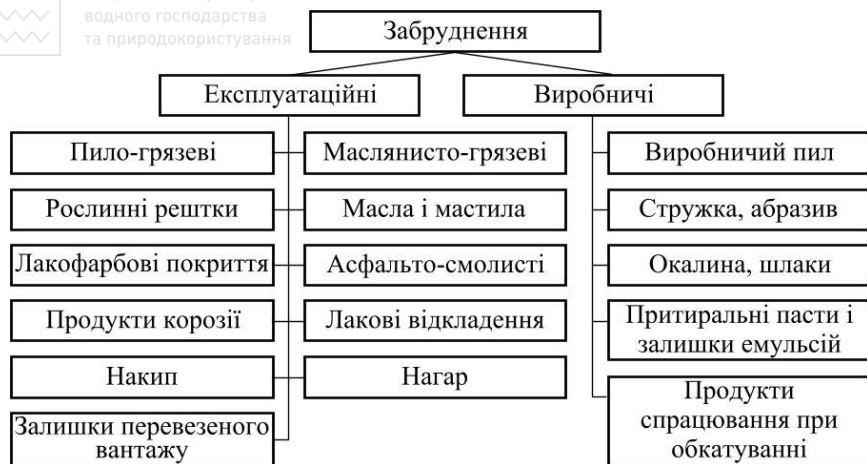 водного господарства
та природокористування
Забруднення
Експлуатаційні
Виробничі
Пило-грязеві
Маслянисто-грязеві
Виробничий пил
Рослинні рештки
Масла і мастила
Стружка, абразив
Лакофарбові покриття
Асфальто-смолисті
Окалина, шлаки
Продукти корозії
Лакові відкладення
Притиральні пасти і
залишки емульсій
Накип
Нагар
Продукти
спрацювання при
обкатуванні
Залишки перевезеного
вантажу